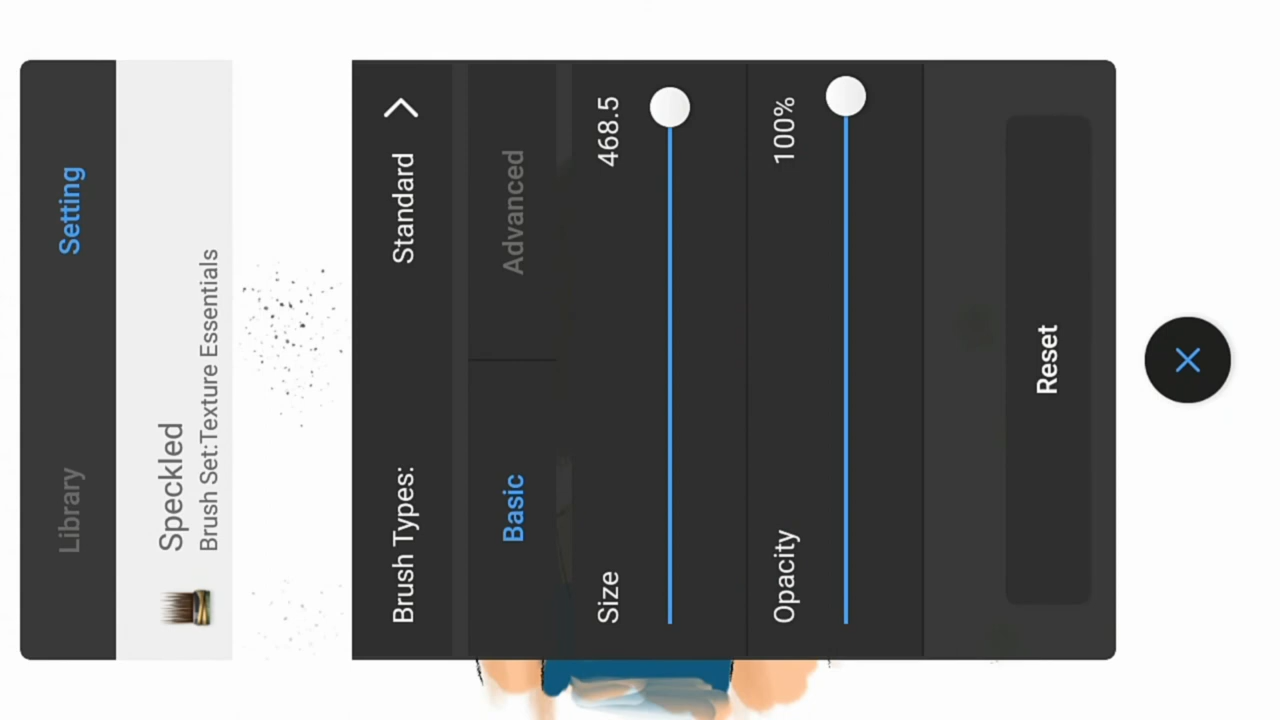 Library
Setting
Speckled
Brush Set:Texture Essentials
Brush Types:
Standard
Basic
Advanced
Size
468.5
Opacity
100%
Reset